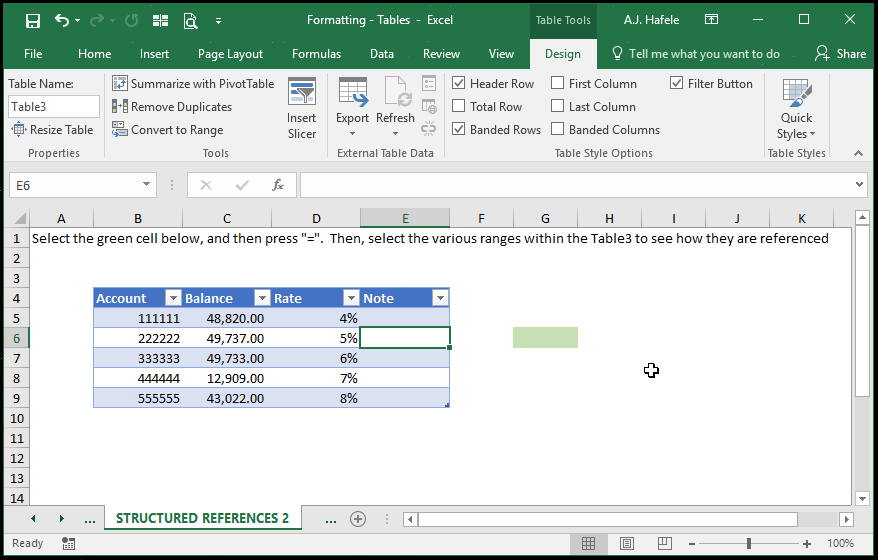 Formatting - Tables - Excel
Table Tools
A.J. Hafele
File Home Insert Page Layout Formulas Data Review View Design Tell me what you want to do Share
Table Name: Summarize with PivotTable Header Row First Column Filter Button
Table3 Remove Duplicates Insert Slicer Export Refresh Total Row Last Column Quick Styles
Resize Table Convert to Range Banded Rows Banded Columns
Properties Tools External Table Data Table Style Options Table Styles
E6 fx
A B C D E F G H I J K
1 Select the green cell below, and then press "=". Then, select the various ranges within the Table3 to see how they are referenced
2
3
4 Account Balance Rate Note
5 111111 48,820.00 4%
6 222222 49,737.00 5%
7 333333 49,733.00 6%
8 444444 12,909.00 7%
9 555555 43,022.00 8%
10
11
12
13
14
... STRUCTURED REFERENCES 2 ...
Ready 100%